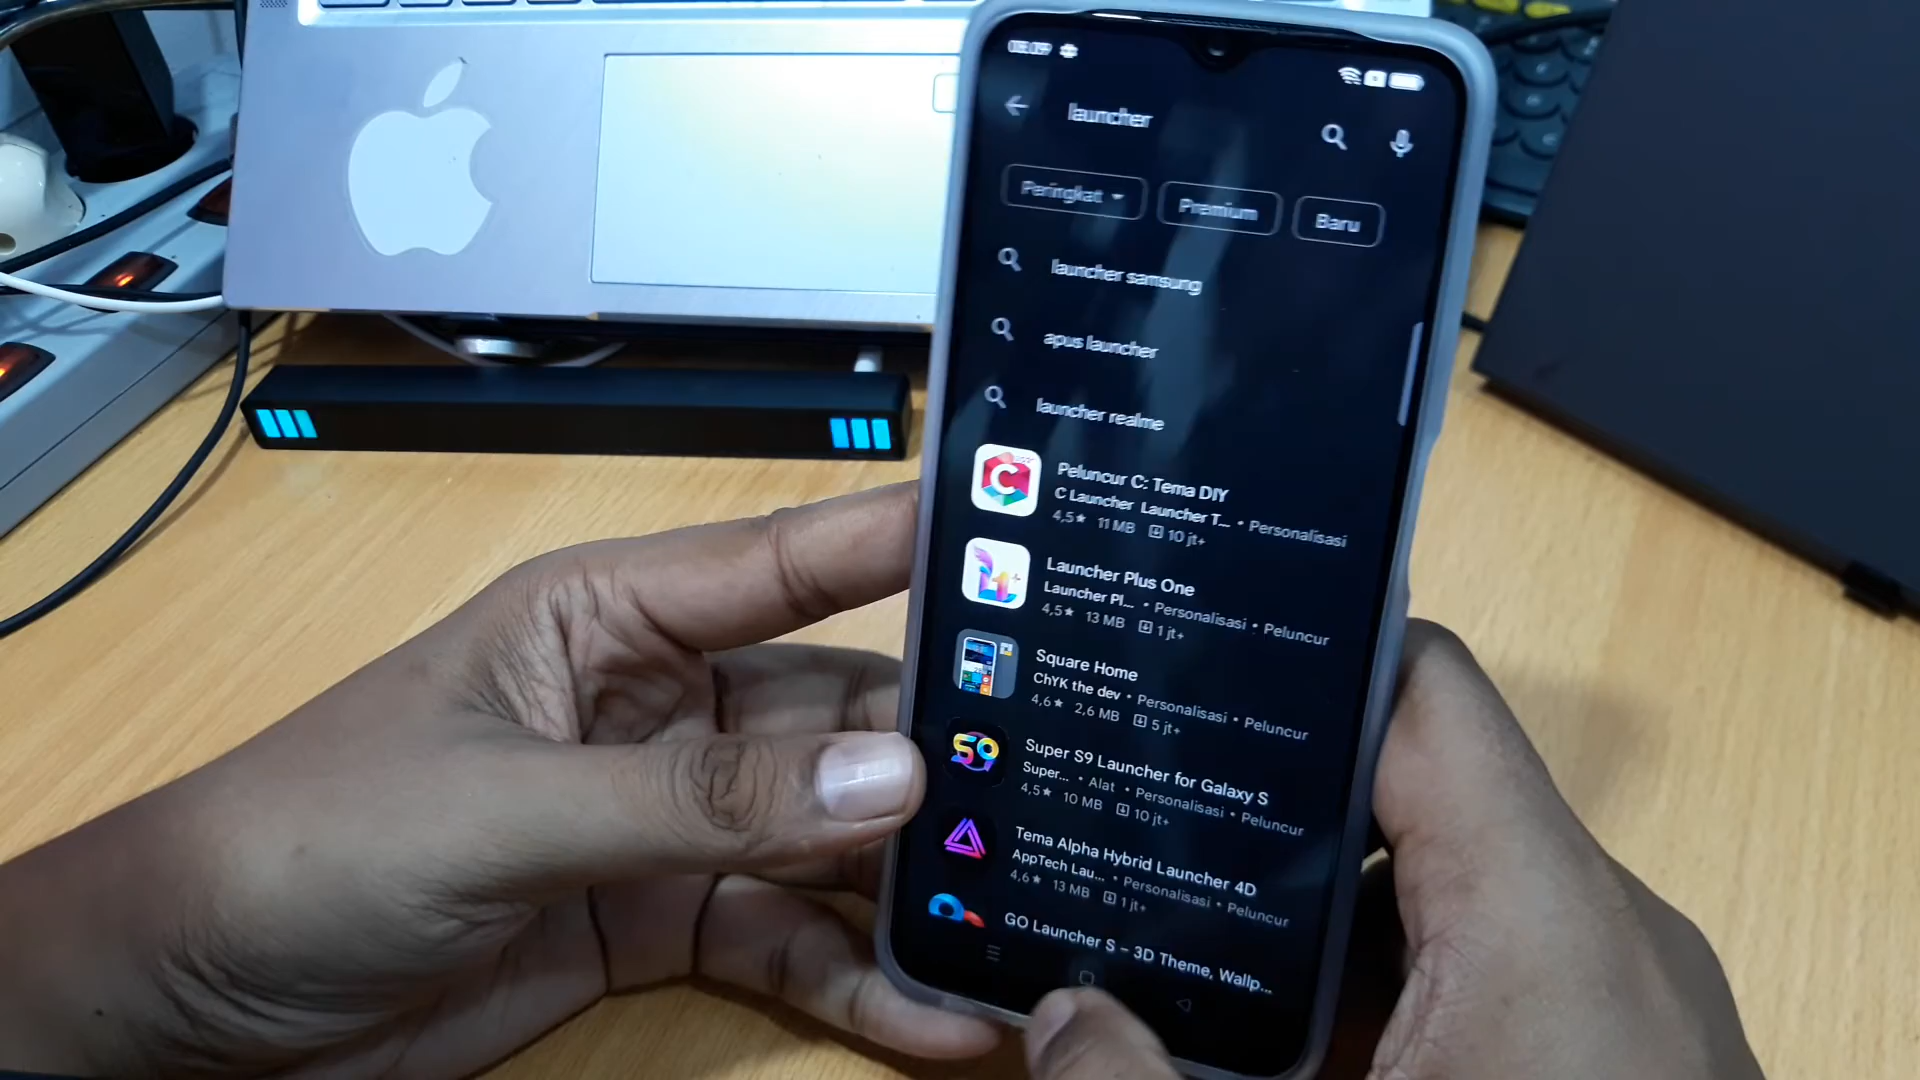 08.09
launcher
Peringkat
Premium
Baru
launcher samsung
apus launcher
launcher realme
Peluncur C: Tema DIY
C Launcher Launcher T... • Personalisasi
4,5★ 11 MB 10 jt+
Launcher Plus One
Launcher Pl... • Personalisasi • Peluncur
4,5★ 13 MB 1 jt+
Square Home
ChYK the dev • Personalisasi • Peluncur
4,6★ 2,6 MB 5 jt+
S9
Super S9 Launcher for Galaxy S
Super... • Alat • Personalisasi • Peluncur
4,5★ 10 MB 10 jt+
Tema Alpha Hybrid Launcher 4D
AppTech Lau... • Personalisasi • Peluncur
4,6★ 13 MB 1 jt+
GO Launcher S – 3D Theme, Wallp...